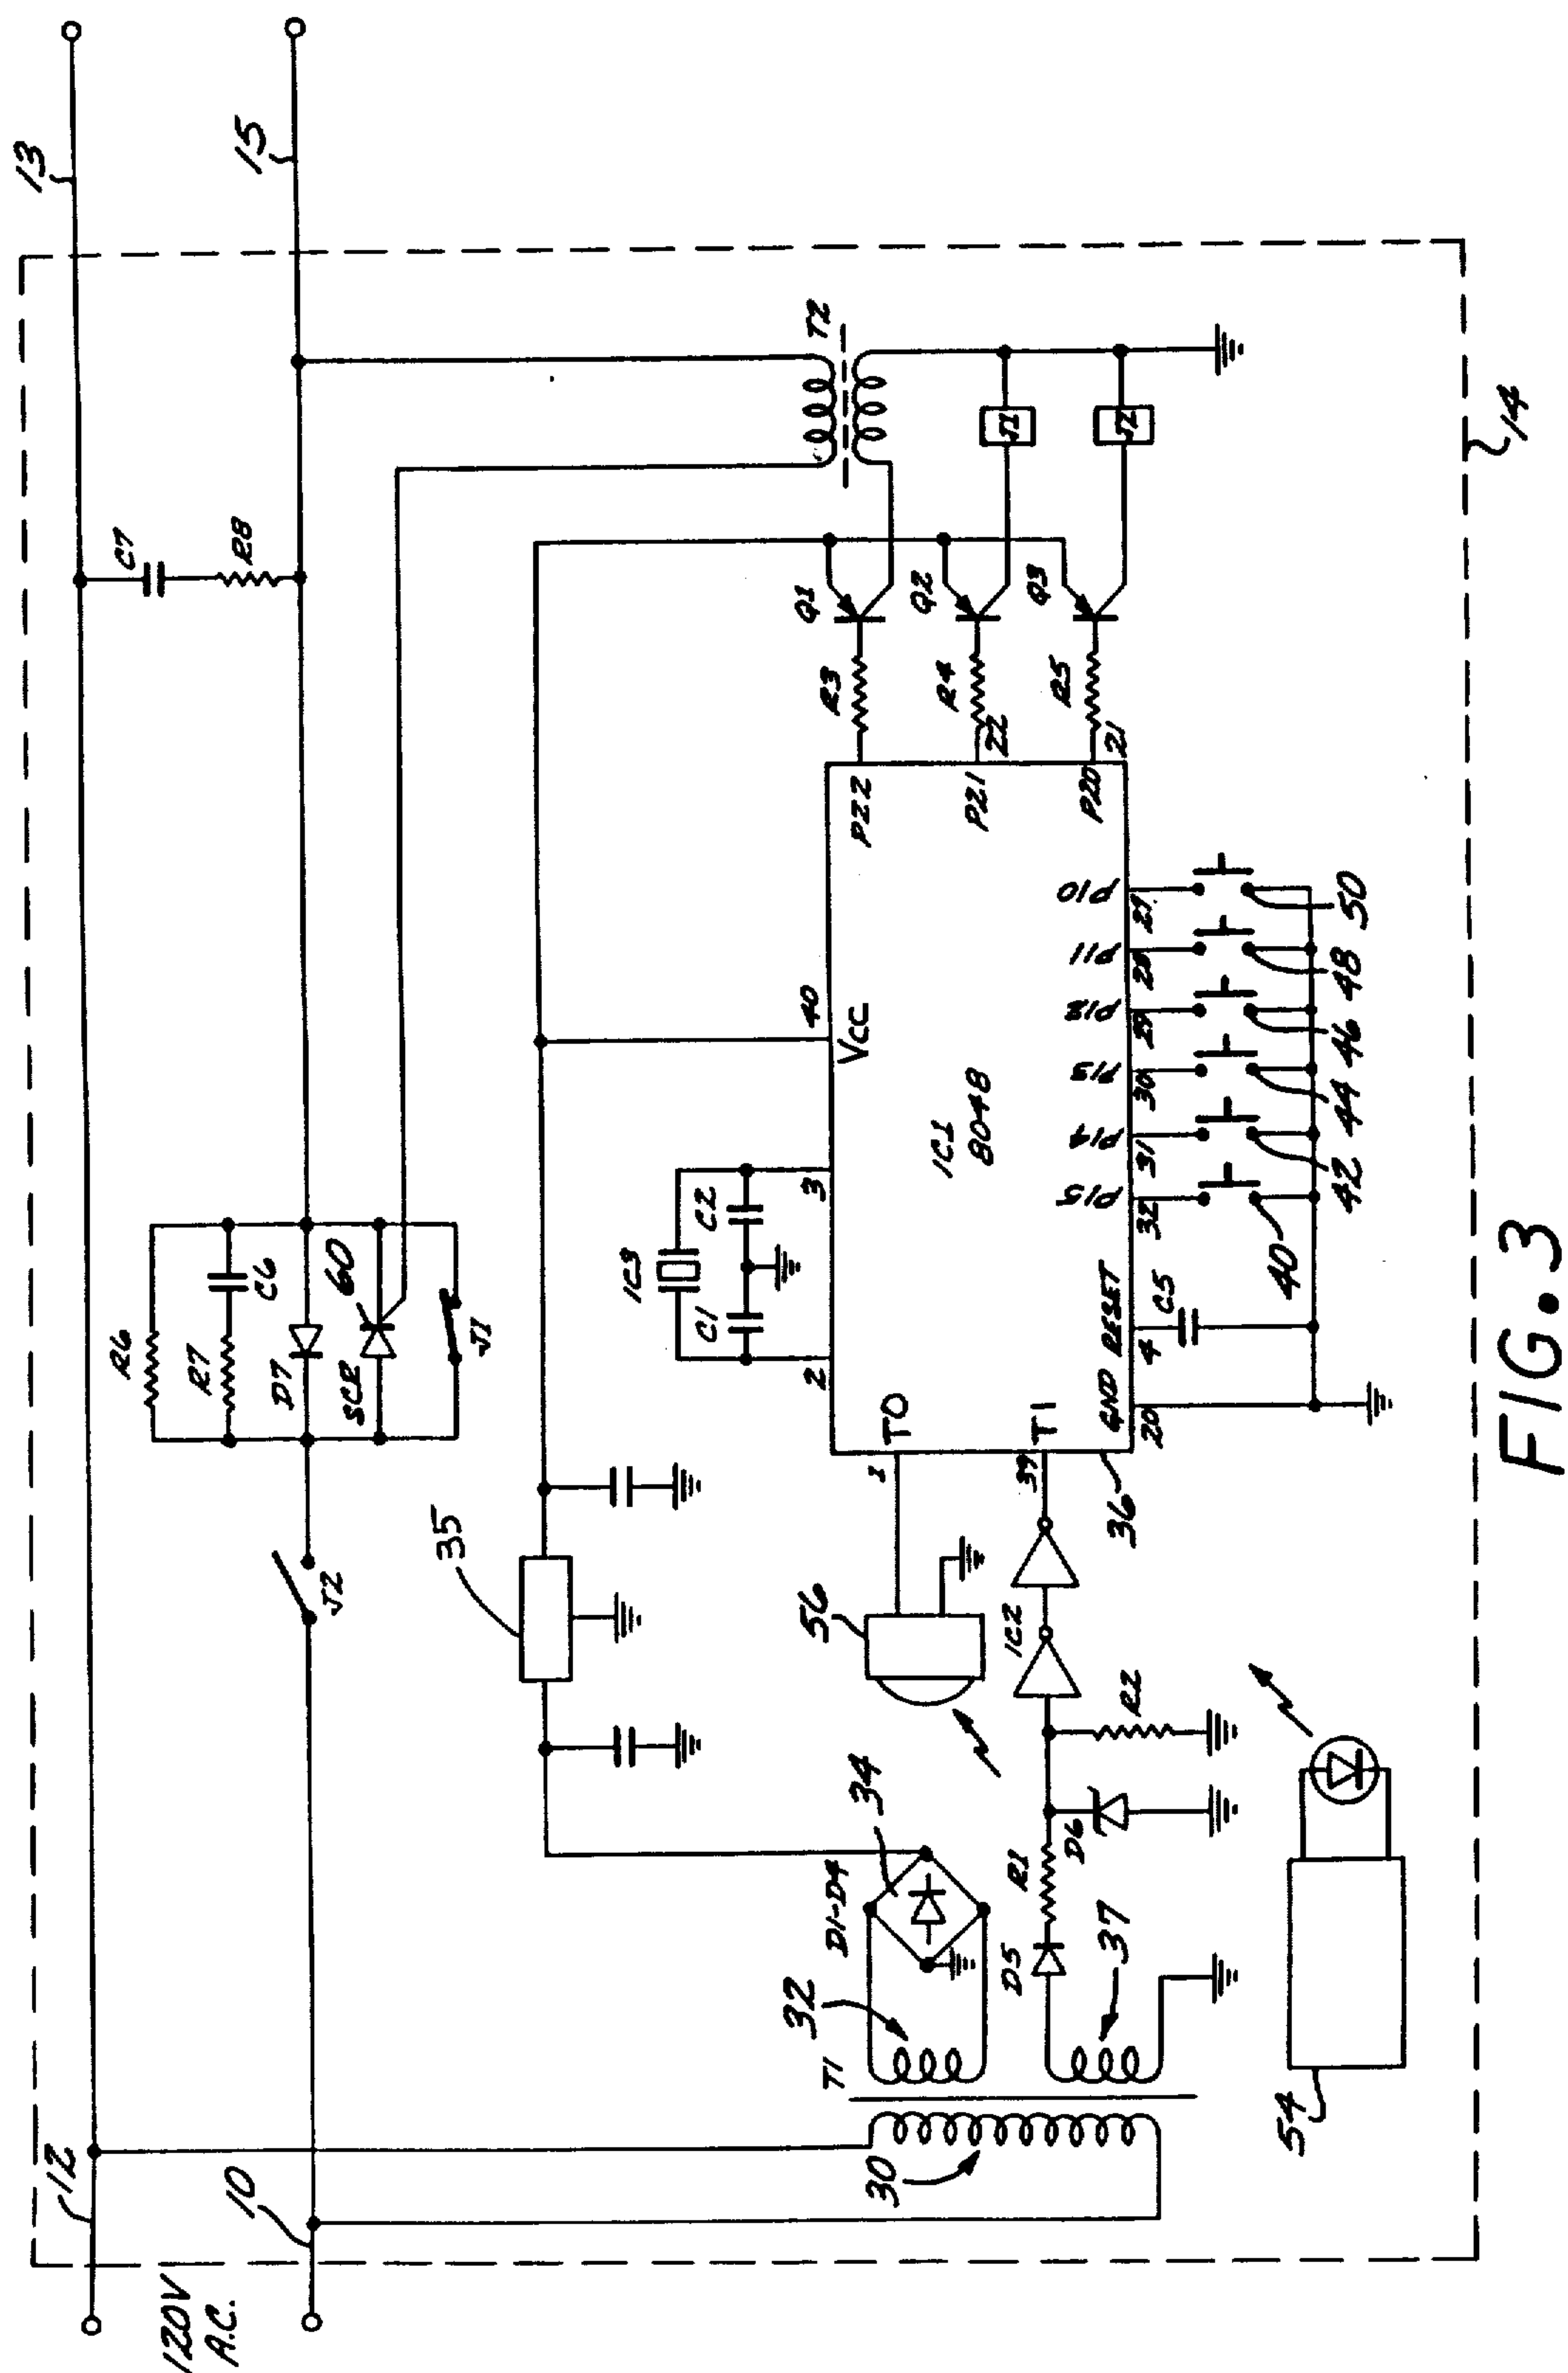 120V
A.C.
12
10
13
15
R6
R7
C6
D7
SCR
60
J1
J2
C7
R8
35
IC3
C1
C2
2
3
40
VCC
T1
30
32
37
D1-D4
34
56
1
TO
D5
R1
D6
R2
IC2
39
T1
36
IC1
8048
P22
P21
P20
22
21
R3
R4
R5
Q1
Q2
Q3
T2
J1
J2
GND
RESET
P15
P14
P13
P12
P11
P10
20
4
32
31
30
29
28
27
C5
40
42
44
46
48
50
54
14
FIG. 3